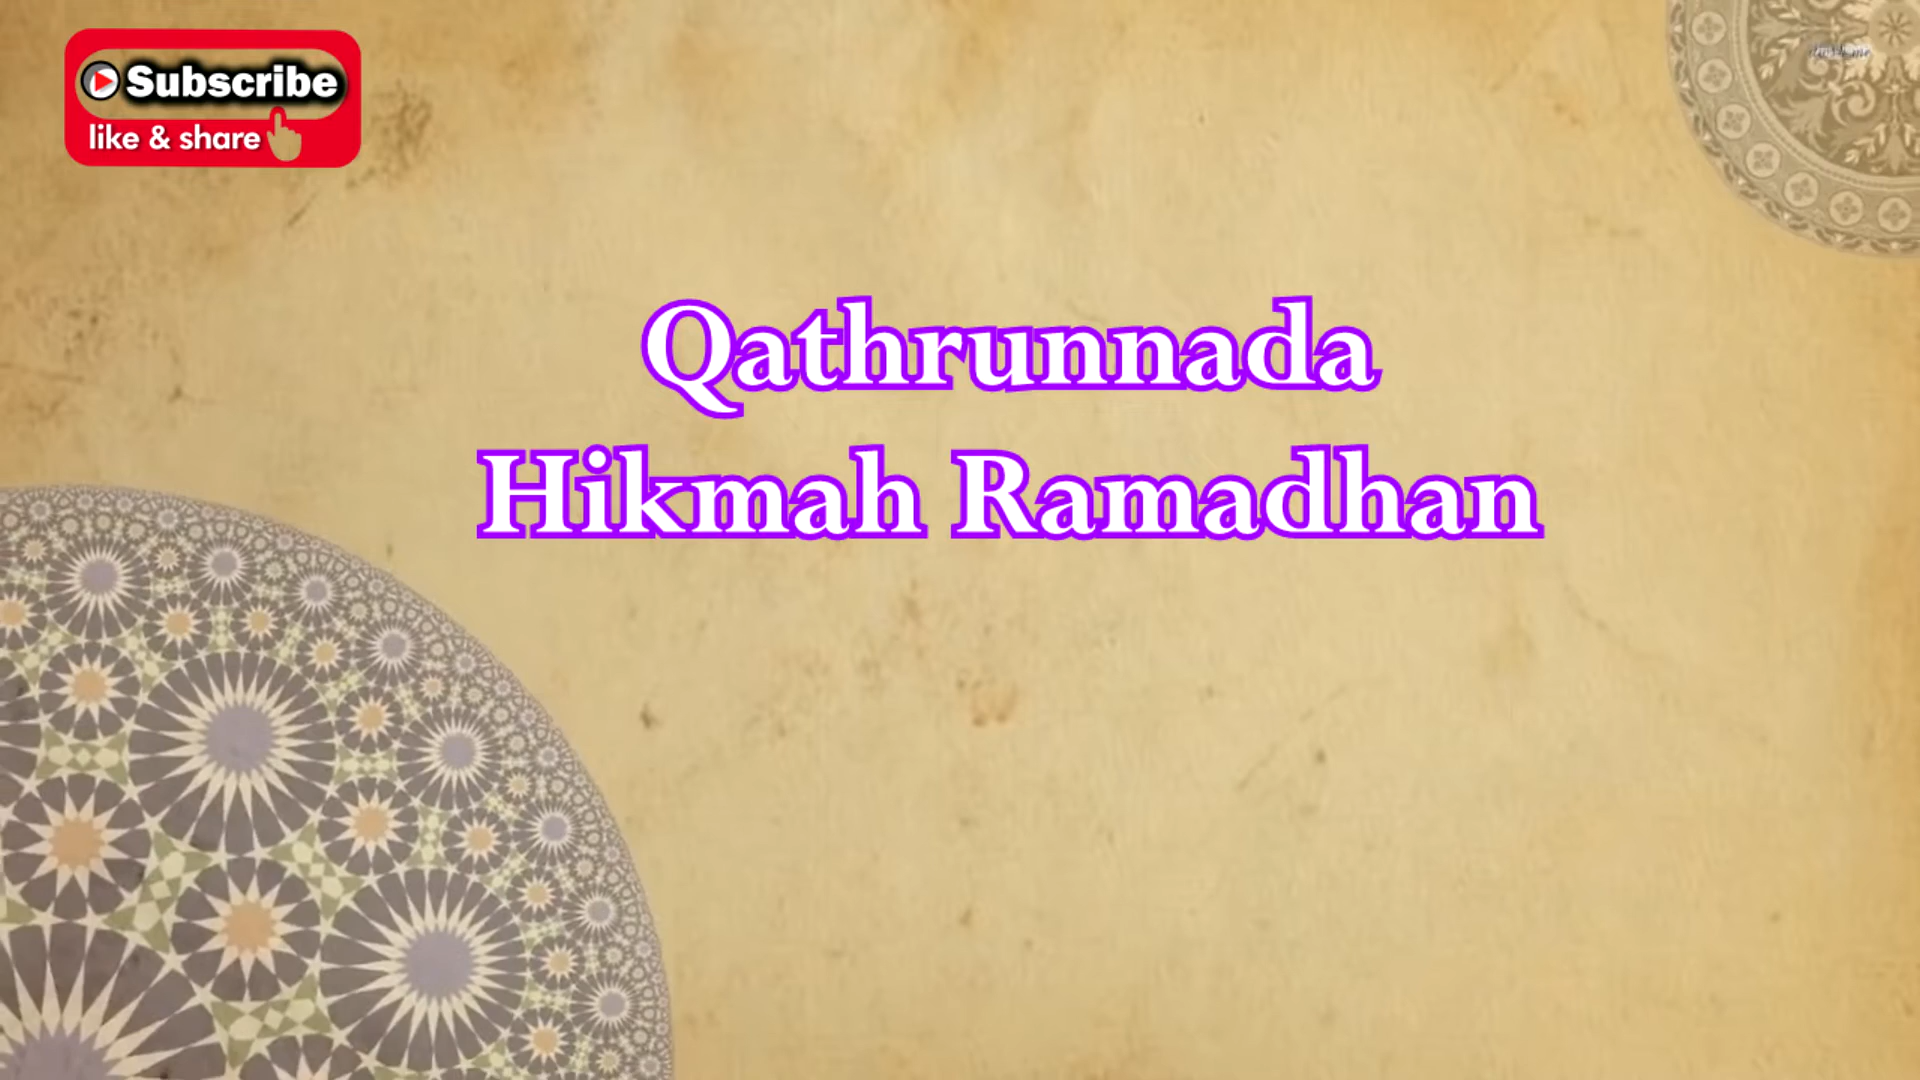 Subscribe
like & share
Qathrunnada
Hikmah Ramadhan